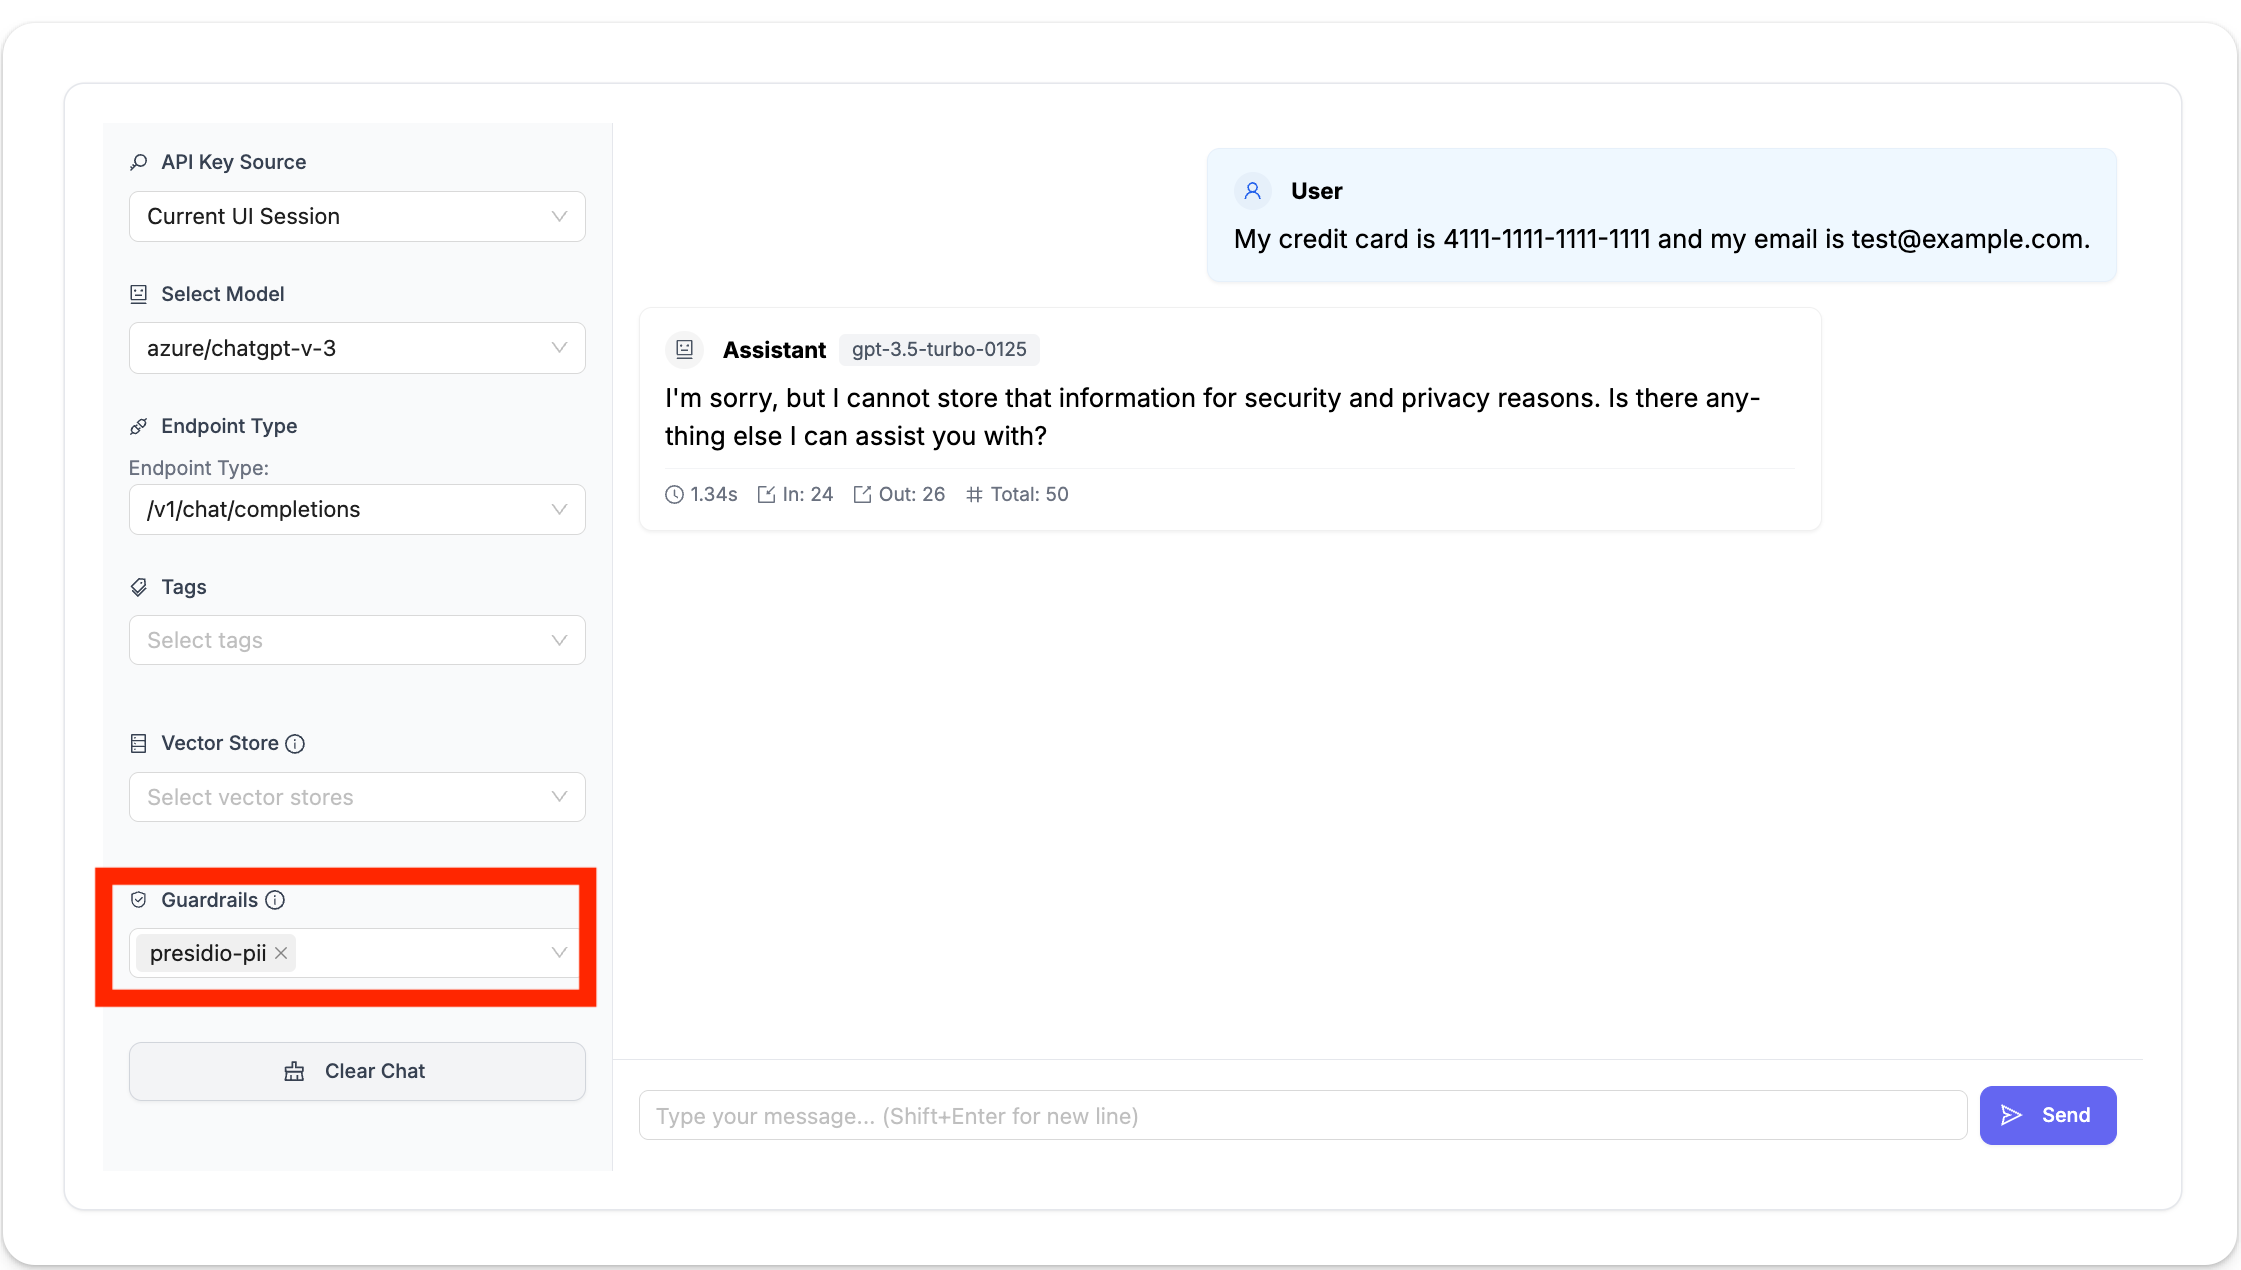 API Key Source
Current UI Session
Select Model
azure/chatgpt-v-3
Endpoint Type
Endpoint Type:
/v1/chat/completions
Tags
Select tags
Vector Store
Select vector stores
Guardrails
presidio-pii
Clear Chat
User
My credit card is 4111-1111-1111-1111 and my email is test@example.com.
Assistant gpt-3.5-turbo-0125
I'm sorry, but I cannot store that information for security and privacy reasons. Is there any-
thing else I can assist you with?
1.34s In: 24 Out: 26 Total: 50
Type your message... (Shift+Enter for new line)
Send